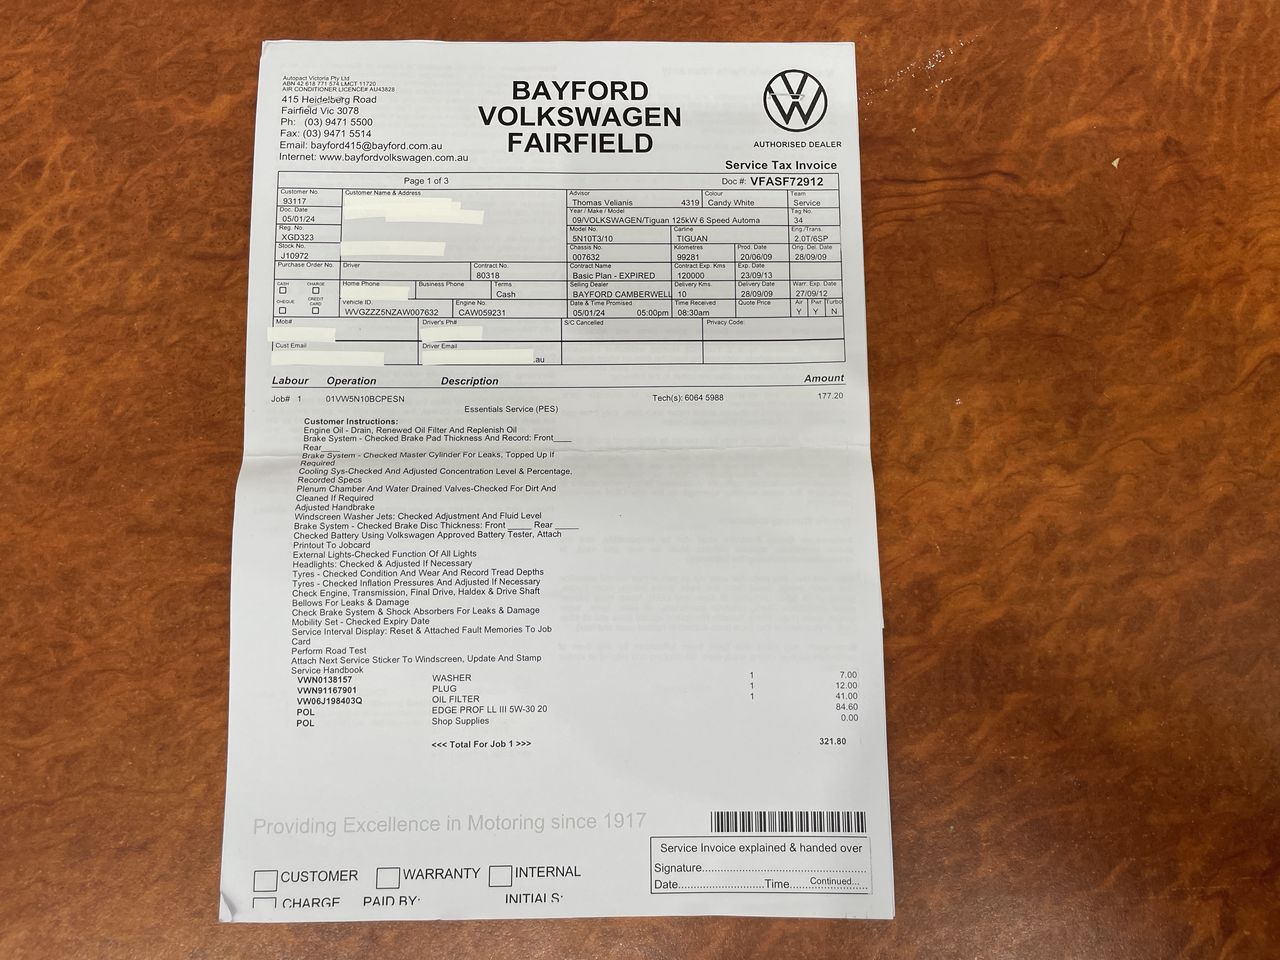 Autopact Victoria Pty Ltd
ABN 42 618 771 574 LMCT 11720
AIR CONDITIONER LICENCE# AU43828
415 Heidelberg Road
Fairfield Vic 3078
Ph: (03) 9471 5500
Fax: (03) 9471 5514
Email: bayford415@bayford.com.au
Internet: www.bayfordvolkswagen.com.au
BAYFORD
VOLKSWAGEN
FAIRFIELD
AUTHORISED DEALER
Service Tax Invoice
Page 1 of 3
Doc #: VFASF72912
Customer No. Customer Name & Address Advisor Colour Team
93117 Thomas Velianis 4319 Candy White Service
Doc. Date Year / Make / Model Tag No.
05/01/24 09/VOLKSWAGEN/Tiguan 125kW 6 Speed Automa 34
Reg. No. Model No. Carline Eng./Trans.
XGD323 5N10T3/10 TIGUAN 2.0T/6SP
Stock No. Chassis No. Kilometres Prod. Date Orig. Del. Date
J10972 007632 99281 20/06/09 28/09/09
Purchase Order No. Driver Contract No. Contract Name Contract Exp. Kms Exp. Date
80318 Basic Plan - EXPIRED 120000 23/09/13
CASH CHARGE Home Phone Business Phone Terms Selling Dealer Delivery Kms. Delivery Date Warr. Exp. Date
Cash BAYFORD CAMBERWELL 10 28/09/09 27/09/12
CHEQUE CREDIT CARD Vehicle ID. Engine No. Date & Time Promised Time Received Quote Price Air Pwr Turbo
WVGZZZ5NZAW007632 CAW059231 05/01/24 05:00pm 08:30am Y Y N
Mob# Driver's Ph# S/C Cancelled Privacy Code:
Cust Email Driver Email
.au
Labour Operation Description Amount
Job# 1 01VW5N10BCPESN Tech(s): 6064 5988 177.20
Essentials Service (PES)
Customer Instructions:
Engine Oil - Drain, Renewed Oil Filter And Replenish Oil
Brake System - Checked Brake Pad Thickness And Record: Front____
Rear____
Brake System - Checked Master Cylinder For Leaks, Topped Up If
Required
Cooling Sys-Checked And Adjusted Concentration Level & Percentage,
Recorded Specs
Plenum Chamber And Water Drained Valves-Checked For Dirt And
Cleaned If Required
Adjusted Handbrake
Windscreen Washer Jets: Checked Adjustment And Fluid Level
Brake System - Checked Brake Disc Thickness: Front _____ Rear _____
Checked Battery Using Volkswagen Approved Battery Tester, Attach
Printout To Jobcard
External Lights-Checked Function Of All Lights
Headlights: Checked & Adjusted If Necessary
Tyres - Checked Condition And Wear And Record Tread Depths
Tyres - Checked Inflation Pressures And Adjusted If Necessary
Check Engine, Transmission, Final Drive, Haldex & Drive Shaft
Bellows For Leaks & Damage
Check Brake System & Shock Absorbers For Leaks & Damage
Mobility Set - Checked Expiry Date
Service Interval Display: Reset & Attached Fault Memories To Job
Card
Perform Road Test
Attach Next Service Sticker To Windscreen, Update And Stamp
Service Handbook
VWN0138157 WASHER 1 7.00
VWN91167901 PLUG 1 12.00
VW06J198403Q OIL FILTER 1 41.00
POL EDGE PROF LL III 5W-30 20 84.60
POL Shop Supplies 0.00
<<< Total For Job 1 >>> 321.80
Providing Excellence in Motoring since 1917
Service Invoice explained & handed over
Signature
Date Time Continued...
CUSTOMER WARRANTY INTERNAL
CHARGE PAID BY: INITIALS: